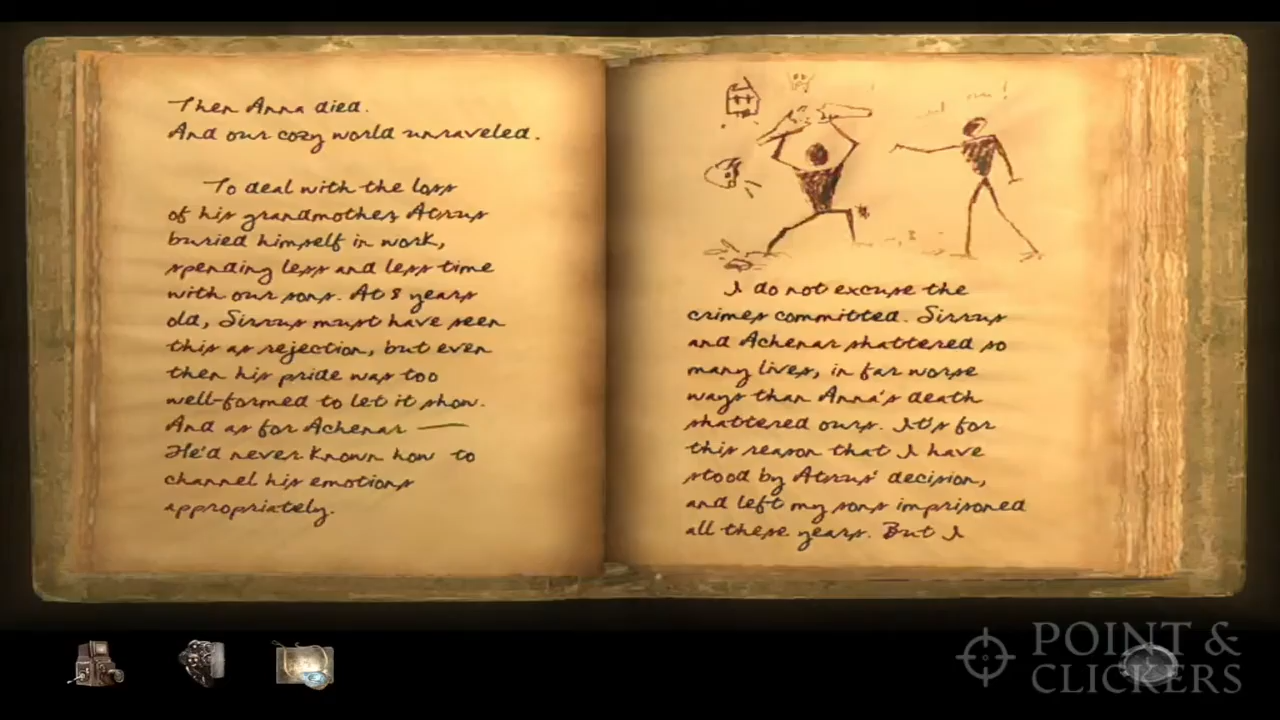 Then Anna died.
And our cozy world unraveled.
To deal with the loss
of his grandmother, Atrus
buried himself in work,
spending less and less time
with our sons. At 8 years
old, Sirrus must have seen
this as rejection, but even
then his pride was too
well-formed to let it show.
And as for Achenar —
He'd never known how to
channel his emotions
appropriately.
I do not excuse the
crimes committed. Sirrus
and Achenar shattered so
many lives, in far worse
ways than Anna's death
shattered ours. It's for
this reason that I have
stood by Atrus' decision,
and left my sons imprisoned
all these years. But I
POINT &
CLICKERS